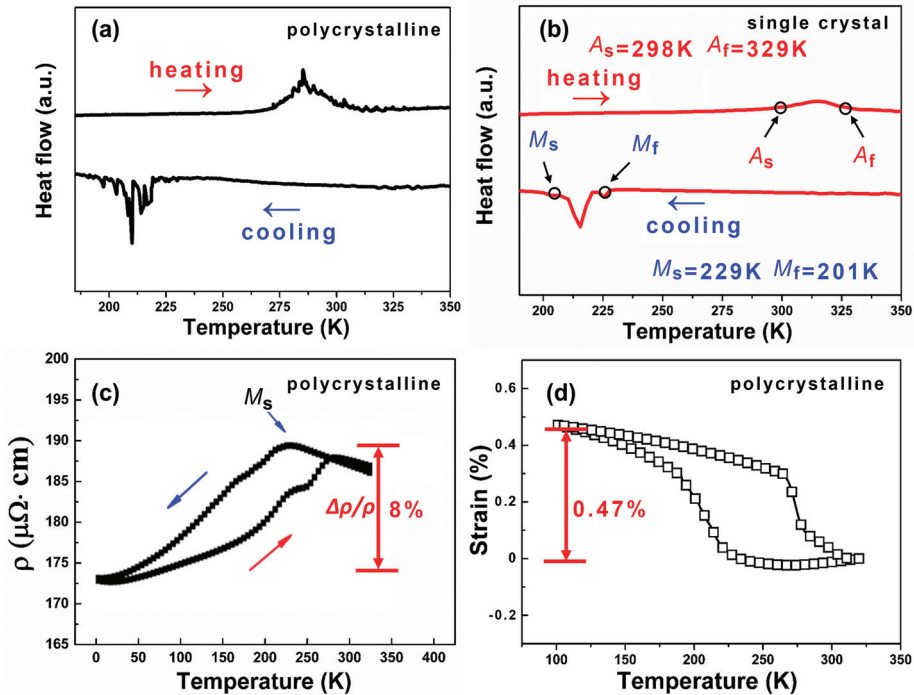 (a)
polycrystalline
heating
cooling
Heat flow (a.u.)
200 225 250 275 300 325 350
Temperature (K)
(b)
single crystal
As=298K Af=329K
heating
Ms
Mf
As
Af
cooling
Ms=229K Mf=201K
Heat flow (a.u.)
200 225 250 275 300 325 350
Temperature (K)
(c)
polycrystalline
Ms
Δρ/ρ
8%
ρ (μΩ· cm)
200
195
190
185
180
175
172
165
0 50 100 150 200 250 300 350 400
Temperature (K)
(d)
polycrystalline
0.47%
Strain (%)
0.6
0.4
0.2
0
-0.2
100 150 200 250 300 350
Temperature (K)